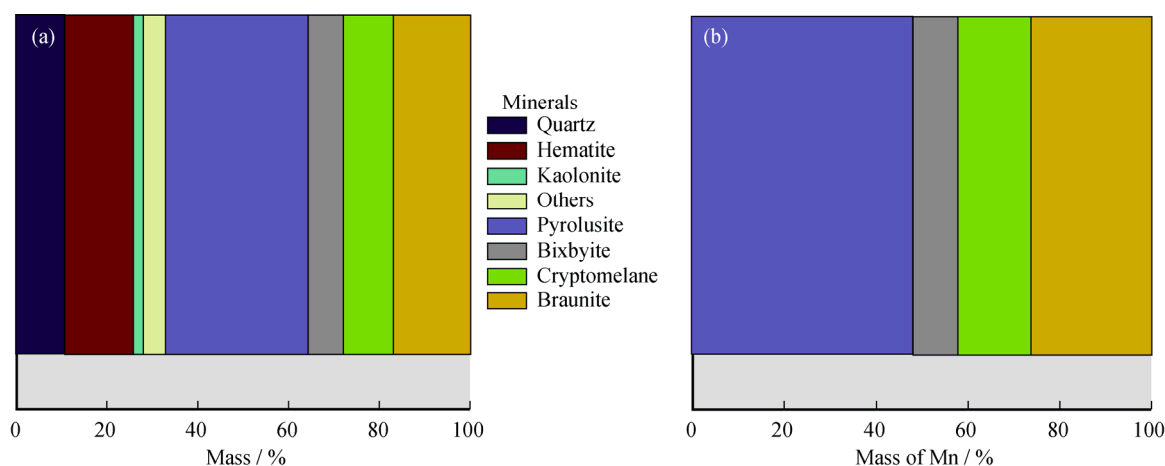 (a)
(b)
Minerals
Quartz
Hematite
Kaolonite
Others
Pyrolusite
Bixbyite
Cryptomelane
Braunite
0 20 40 60 80 100
Mass / %
0 20 40 60 80 100
Mass of Mn / %